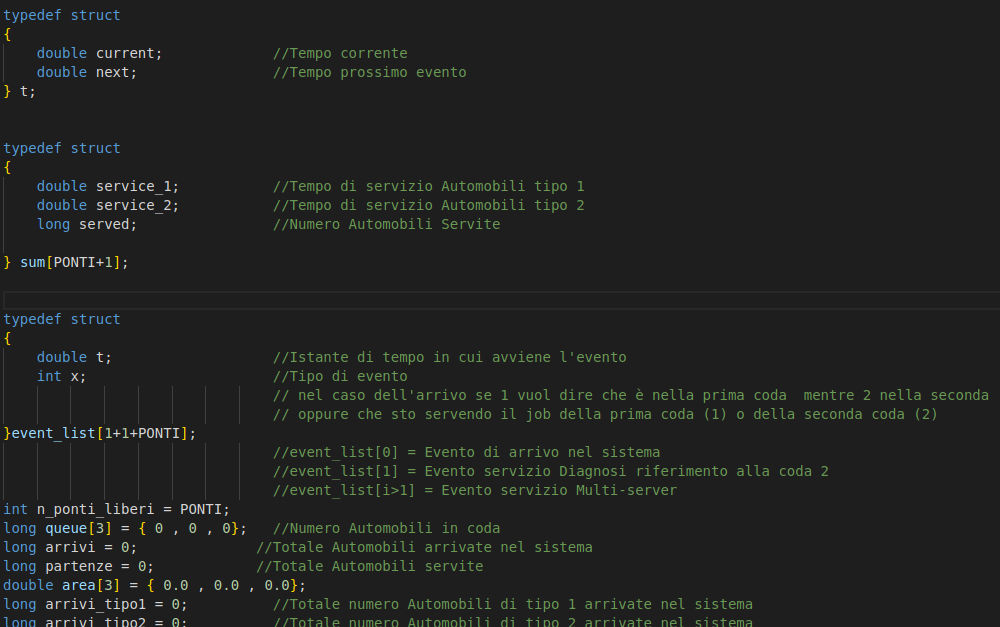 typedef struct
{
double current; //Tempo corrente
double next; //Tempo prossimo evento
} t;
typedef struct
{
double service_1; //Tempo di servizio Automobili tipo 1
double service_2; //Tempo di servizio Automobili tipo 2
long served; //Numero Automobili Servite
} sum[PONTI+1];
typedef struct
{
double t; //Istante di tempo in cui avviene l'evento
int x; //Tipo di evento
// nel caso dell'arrivo se 1 vuol dire che è nella prima coda  mentre 2 nella seconda
// oppure che sto servendo il job della prima coda (1) o della seconda coda (2)
}event_list[1+1+PONTI];
//event_list[0] = Evento di arrivo nel sistema
//event_list[1] = Evento servizio Diagnosi riferimento alla coda 2
//event_list[i>1] = Evento servizio Multi-server
int n_ponti_liberi = PONTI;
long queue[3] = { 0 , 0 , 0}; //Numero Automobili in coda
long arrivi = 0; //Totale Automobili arrivate nel sistema
long partenze = 0; //Totale Automobili servite
double area[3] = { 0.0 , 0.0 , 0.0};
long arrivi_tipo1 = 0; //Totale numero Automobili di tipo 1 arrivate nel sistema
long arrivi_tipo2 = 0; //Totale numero Automobili di tipo 2 arrivate nel sistema